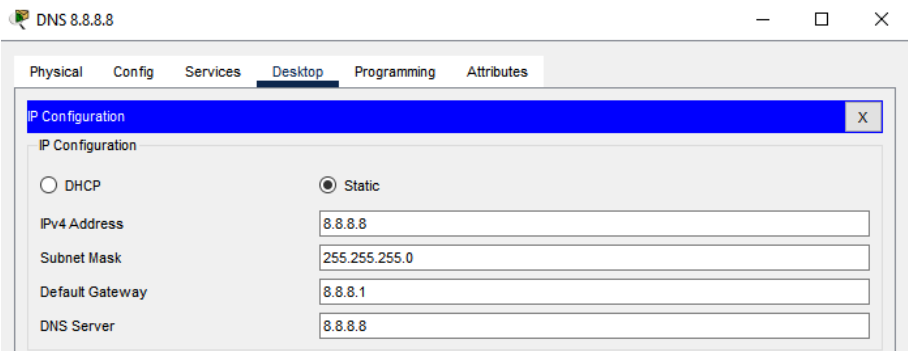 DNS 8.8.8.8
Physical Config Services Desktop Programming Attributes
IP Configuration X
IP Configuration
DHCP Static
IPv4 Address 8.8.8.8
Subnet Mask 255.255.255.0
Default Gateway 8.8.8.1
DNS Server 8.8.8.8